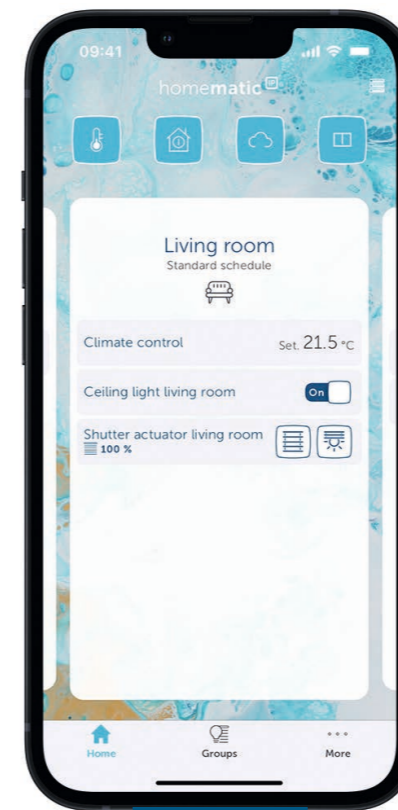 09:41
homematic IP
Living room
Standard schedule
Climate control
Set. 21.5 °C
Ceiling light living room
On
Shutter actuator living room
100 %
Home
Groups
More